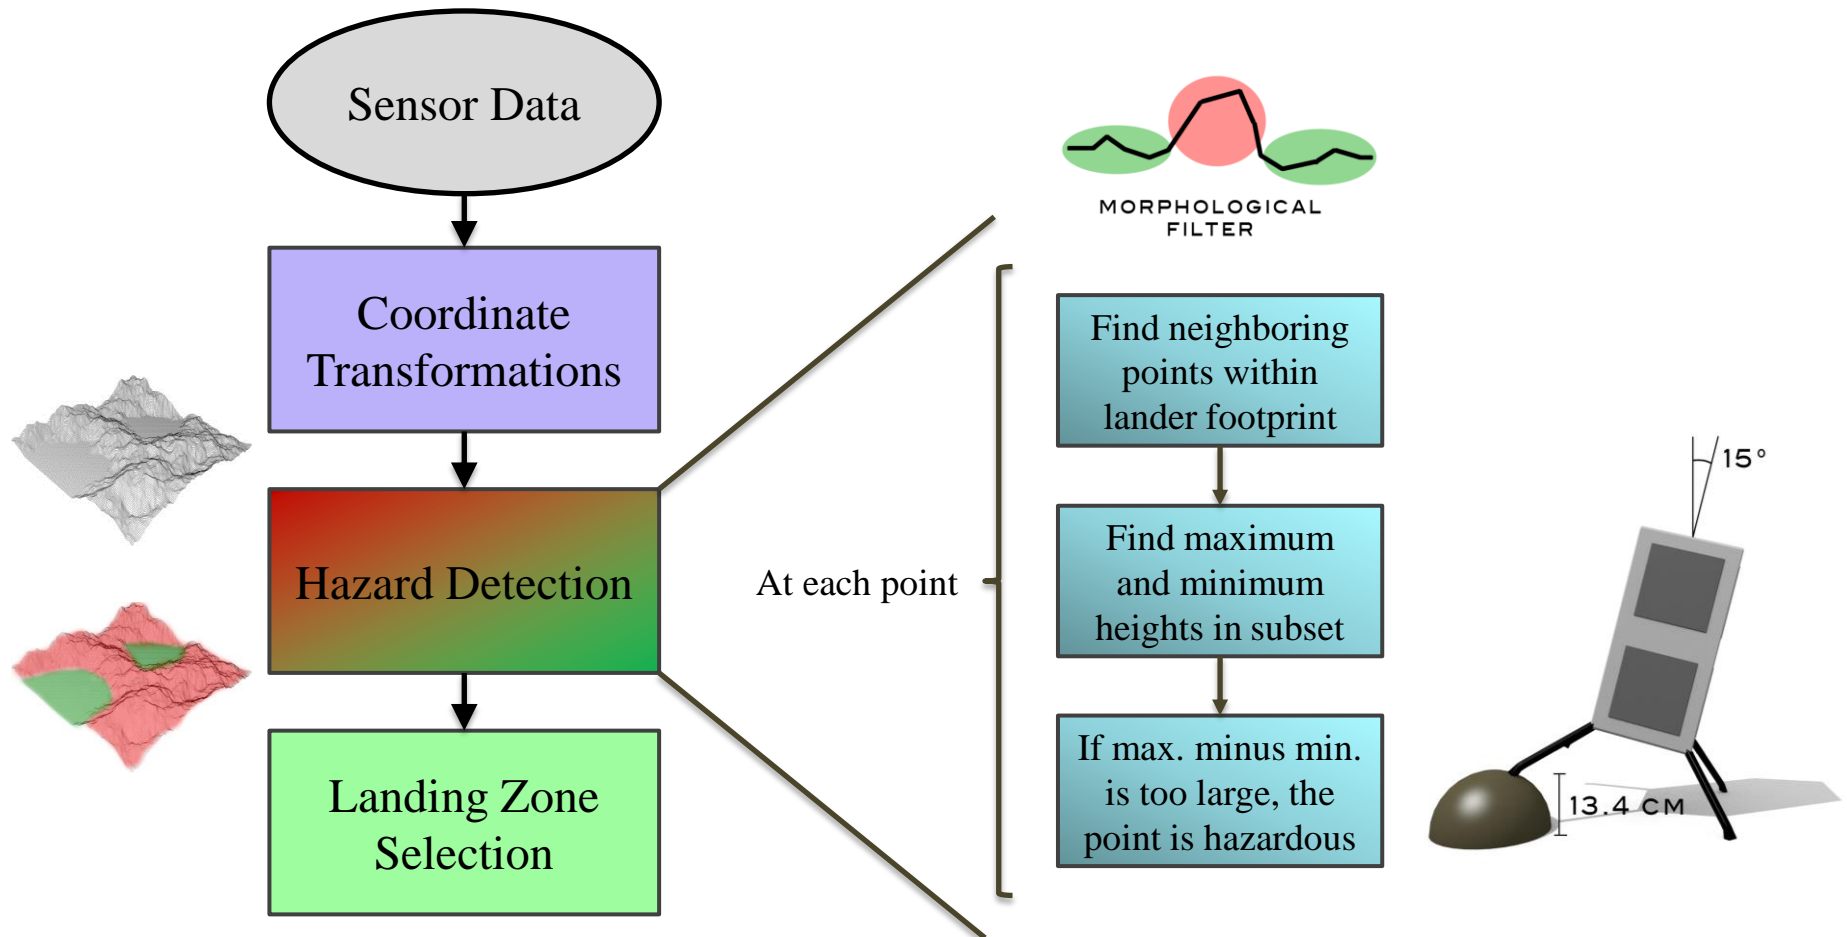 Sensor Data
Coordinate
Transformations
Hazard Detection
Landing Zone
Selection
At each point
MORPHOLOGICAL
FILTER
Find neighboring
points within
lander footprint
Find maximum
and minimum
heights in subset
If max. minus min.
is too large, the
point is hazardous
15°
13.4 CM